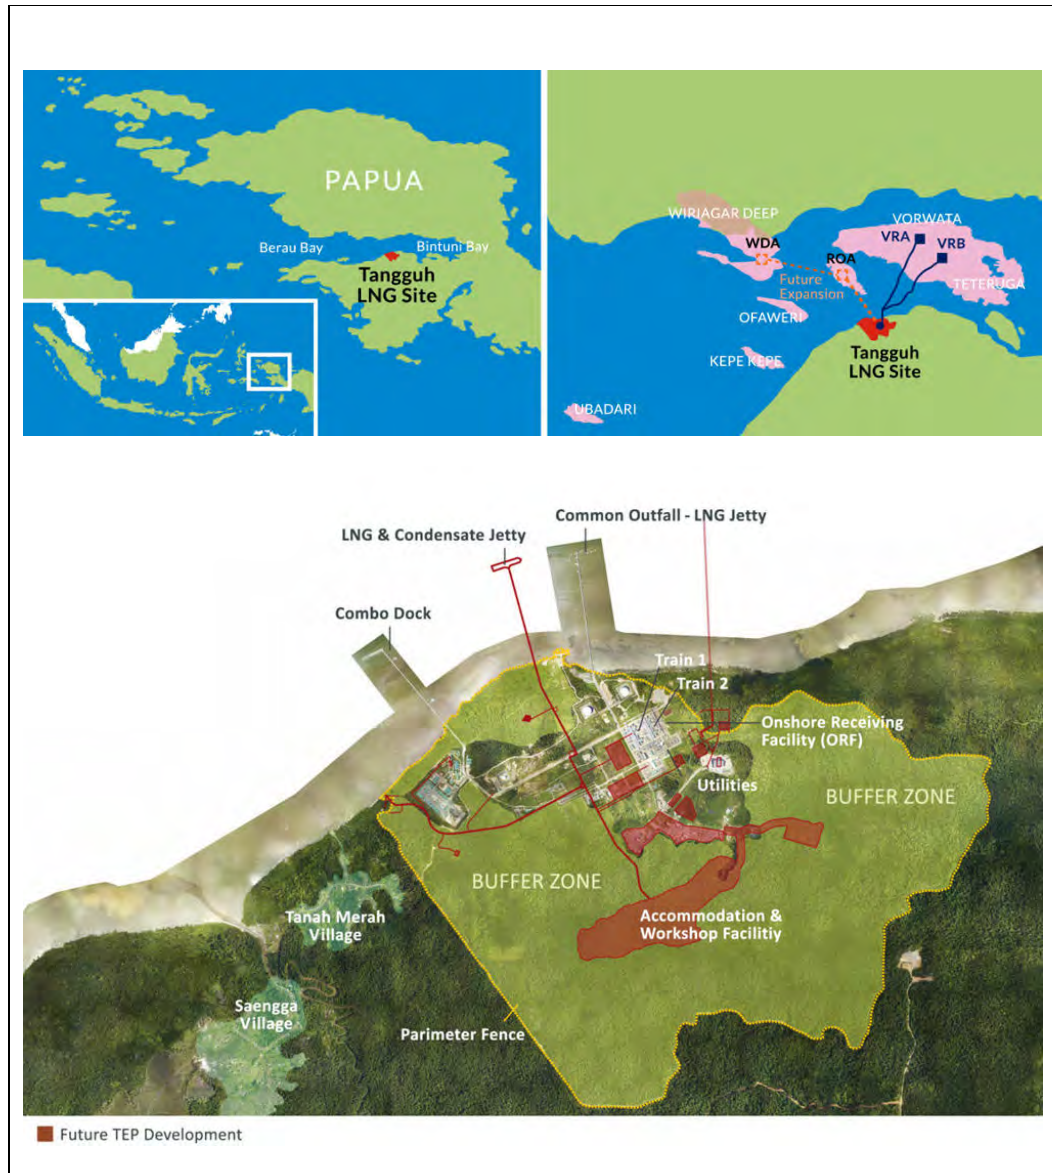 PAPUA
Berau Bay
Bintuni Bay
Tangguh
LNG Site
WIRIAGAR DEEP
WDA
VORWATA
VRA
VRB
ROA
TETERUGA
Future
Expansion
OFAWERI
KEPE KEPE
Tangguh
LNG Site
UBADARI
Common Outfall - LNG Jetty
LNG & Condensate Jetty
Combo Dock
Train 1
Train 2
Onshore Receiving
Facility (ORF)
Utilities
BUFFER ZONE
BUFFER ZONE
Tanah Merah
Village
Accommodation &
Workshop Facilitiy
Saengga
Village
Parimeter Fence
Future TEP Development